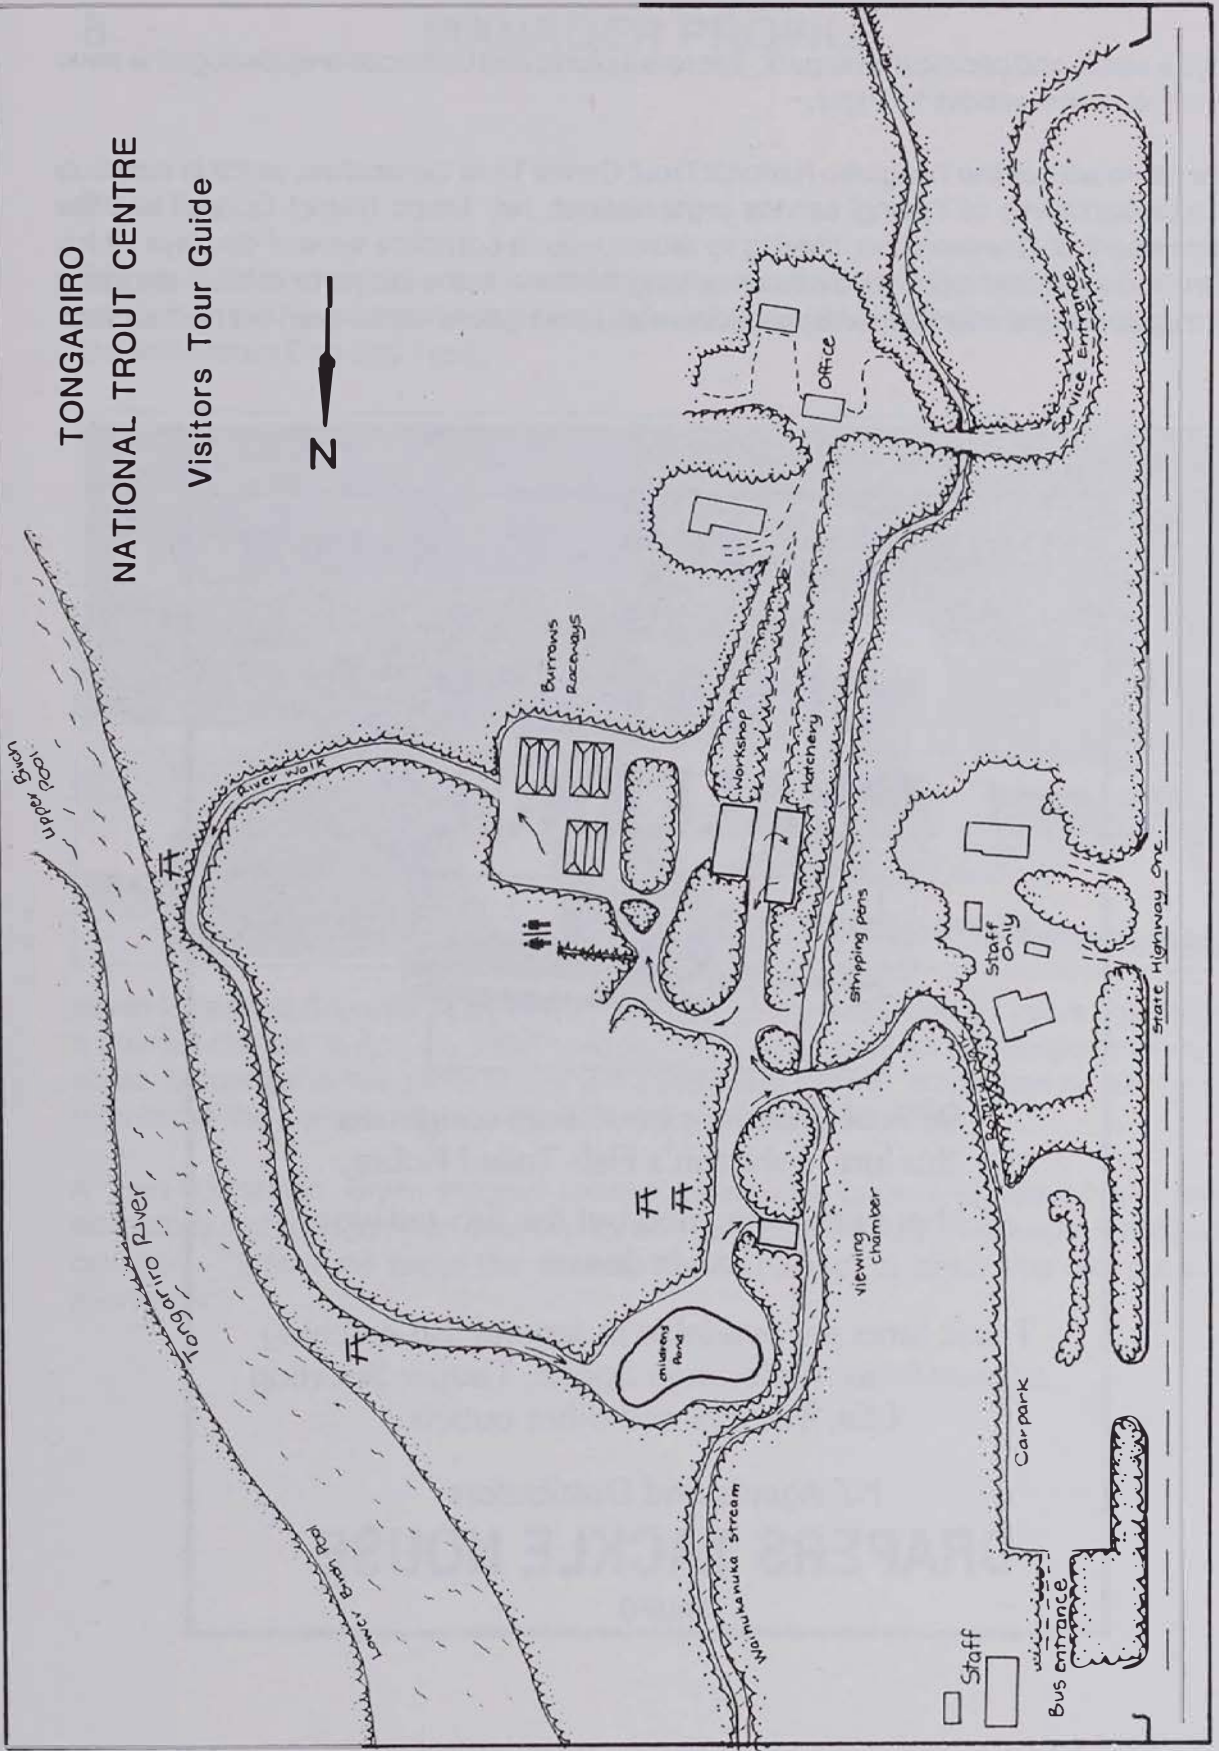 TONGARIRO
NATIONAL TROUT CENTRE
Visitors Tour Guide
N
Upper Birch
Pool
River Walk
Burrows
Raceways
Office
Service Entrance
Workshop
Hatchery
Stripping pens
Staff
Only
State Highway One
Tongariro River
viewing
chamber
childrens
Pond
Carpark
Lower Birch Pool
Waihukahuka Stream
Staff
Bus Entrance